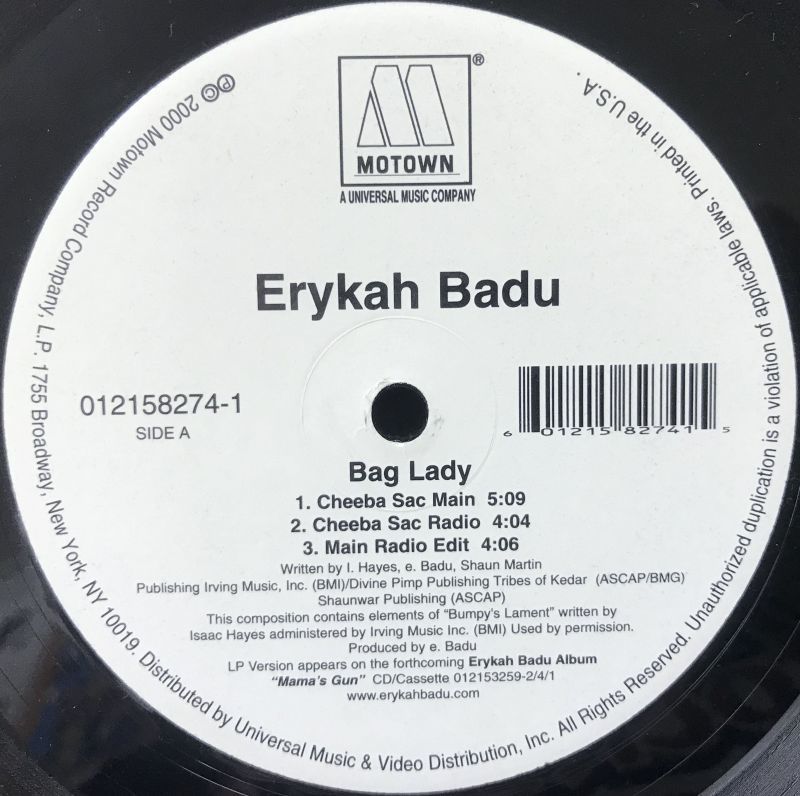 MOTOWN ®
A UNIVERSAL MUSIC COMPANY
Erykah Badu
012158274-1
SIDE A
6 01215 82741 5
Bag Lady
1. Cheeba Sac Main 5:09
2. Cheeba Sac Radio 4:04
3. Main Radio Edit 4:06
Written by I. Hayes, e. Badu, Shaun Martin
Publishing Irving Music, Inc. (BMI)/Divine Pimp Publishing Tribes of Kedar (ASCAP/BMG)
Shaunwar Publishing (ASCAP)
This composition contains elements of "Bumpy's Lament" written by
Isaac Hayes administered by Irving Music Inc. (BMI) Used by permission.
Produced by e. Badu
LP Version appears on the forthcoming Erykah Badu Album
"Mama's Gun" CD/Cassette 012153259-2/4/1
www.erykahbadu.com
℗© 2000 Motown Record Company, L.P. 1755 Broadway, New York, NY 10019. Distributed by Universal Music & Video Distribution, Inc. All Rights Reserved. Unauthorized duplication is a violation of applicable laws. Printed in the U.S.A.